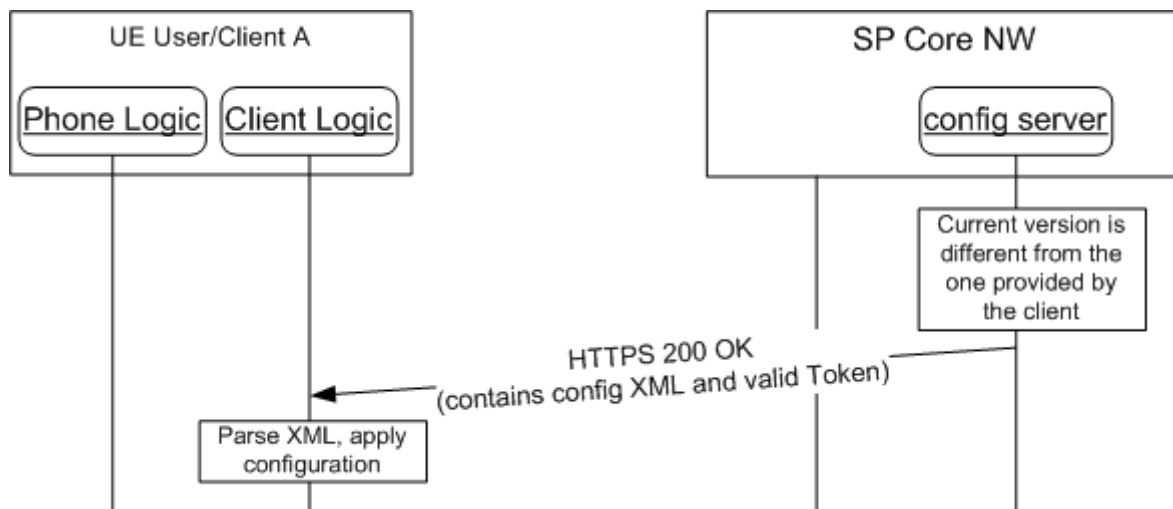 UE User/Client A
SP Core NW
Phone Logic
Client Logic
config server
Current version is
different from the
one provided by
the client
HTTPS 200 OK
(contains config XML and valid Token)
Parse XML, apply
configuration